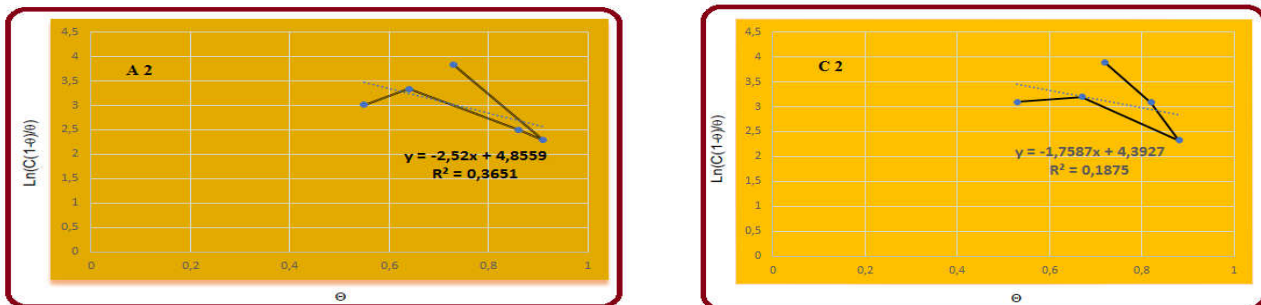 4,5
4
3,5
3
2,5
2
1,5
1
0,5
0
0 0,2 0,4 0,6 0,8 1
Ln(C(1-θ)/θ)
A 2
y = -2,52x + 4,8559
R² = 0,3651
Θ
4,5
4
3,5
3
2,5
2
1,5
1
0,5
0
0 0,2 0,4 0,6 0,8 1
Ln(C(1-θ)/θ)
C 2
y = -1,7587x + 4,3927
R² = 0,1875
Θ